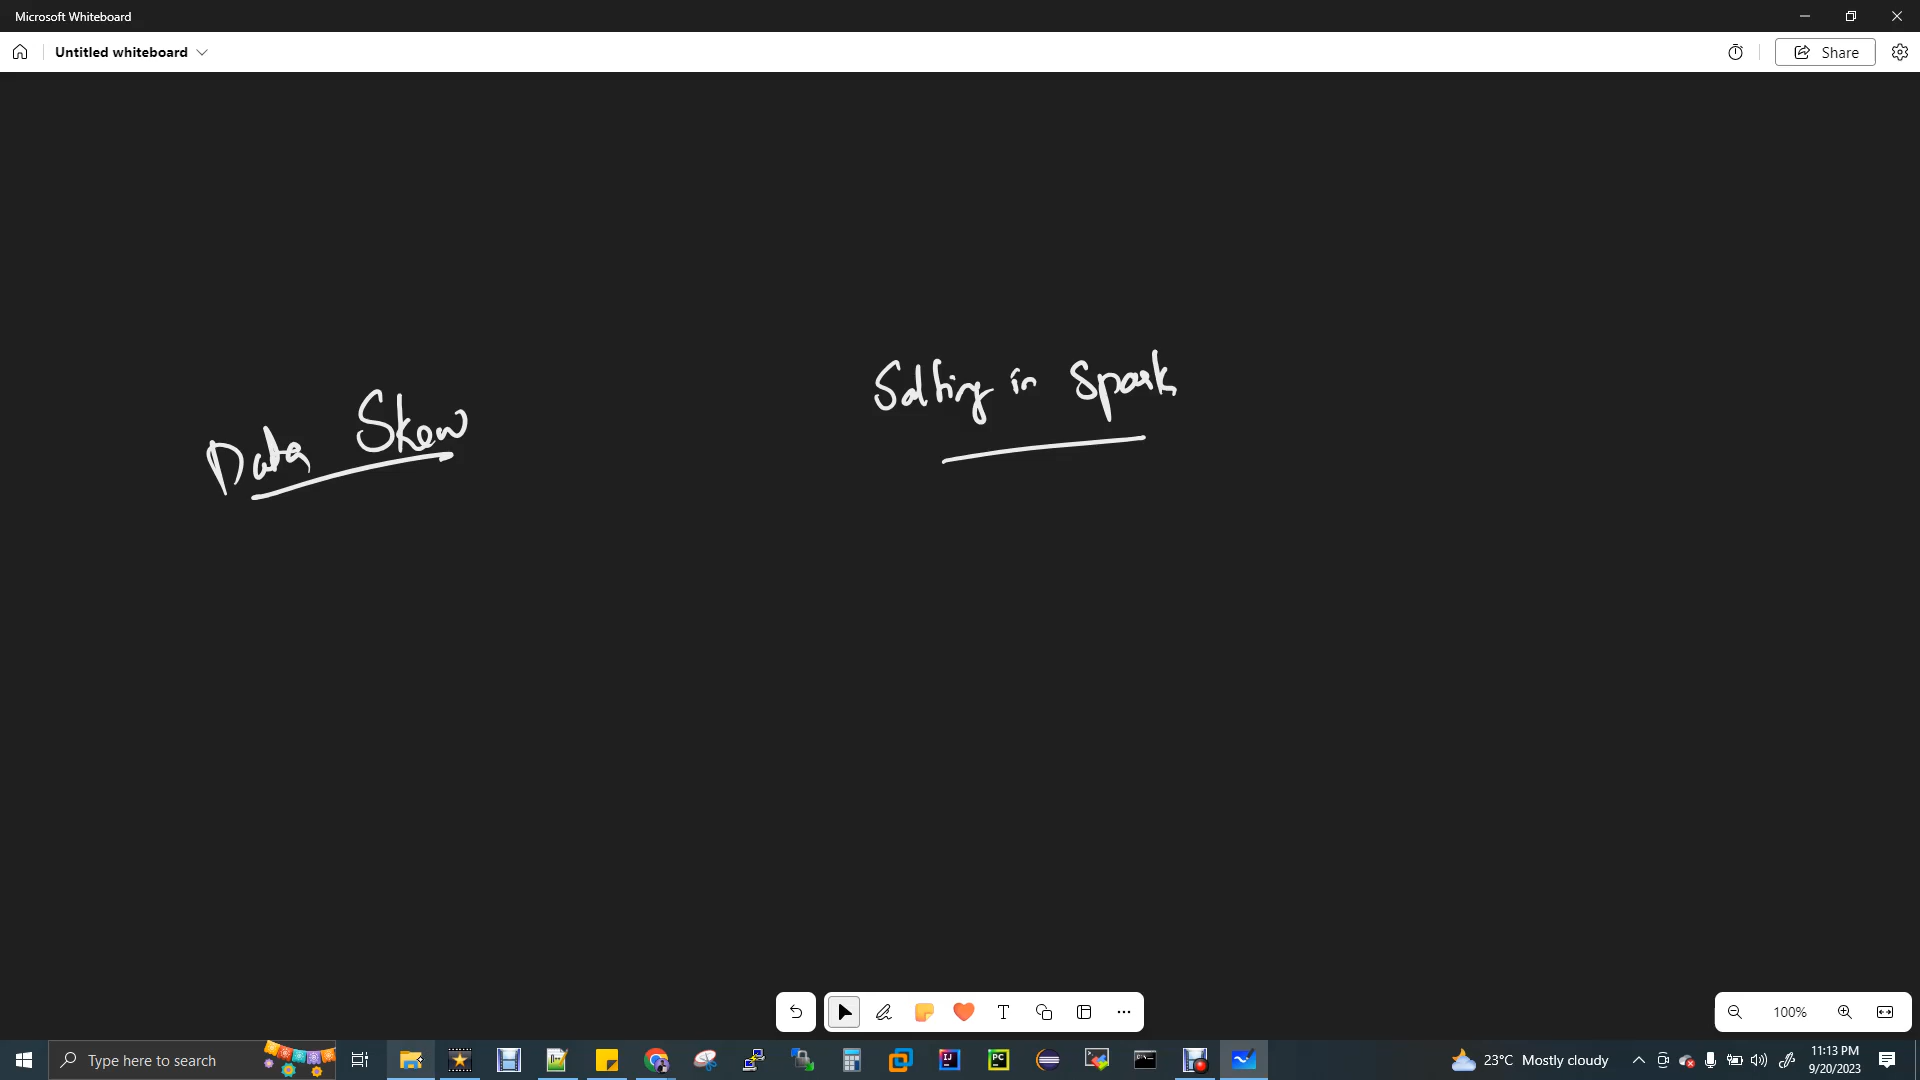 Microsoft Whiteboard
Untitled whiteboard
Share
Salting in Spark
Data Skew
100%
Type here to search
23°C Mostly cloudy
11:13 PM
9/20/2023